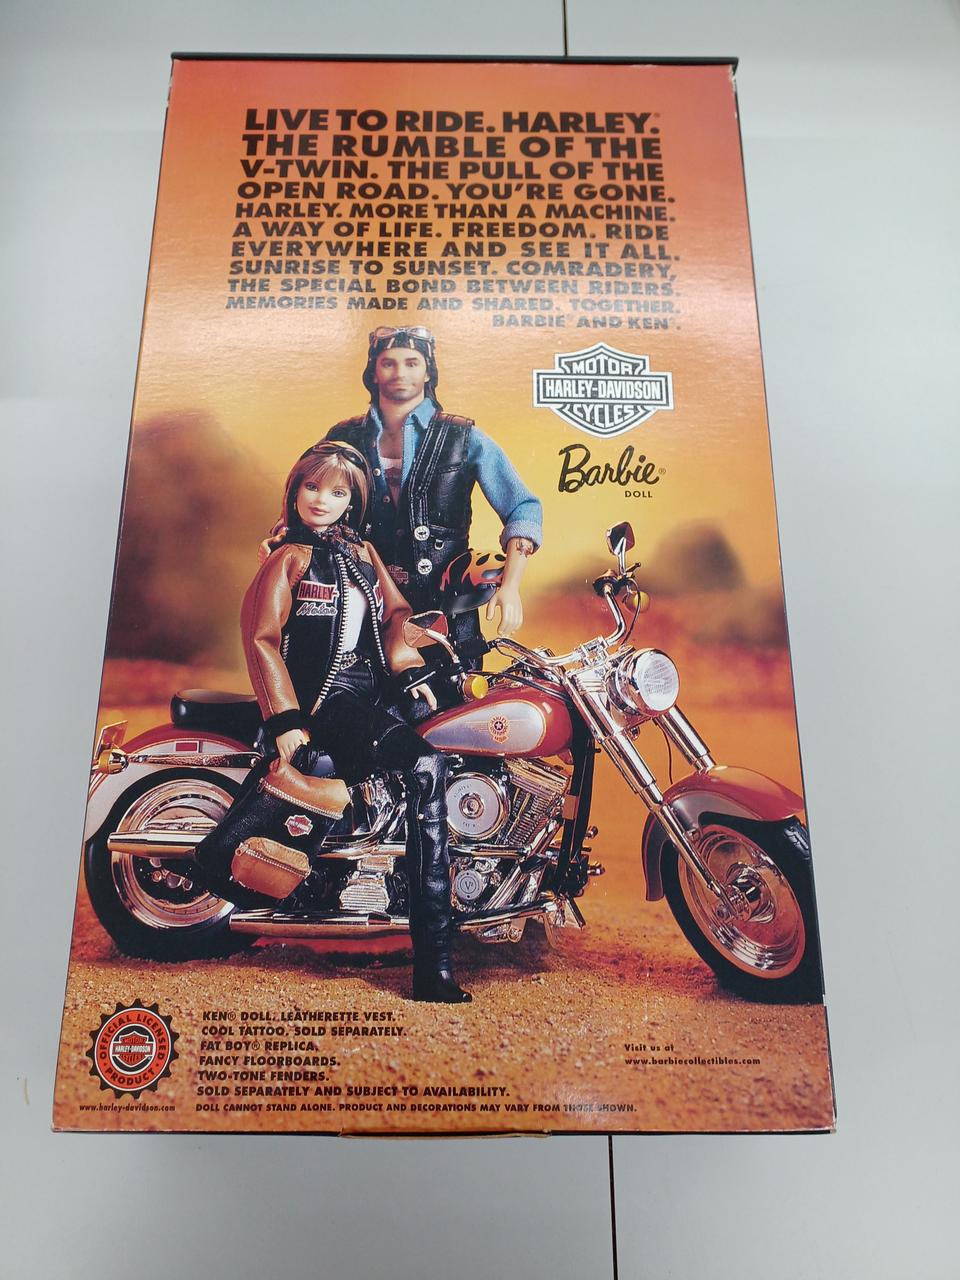 LIVE TO RIDE. HARLEY.®
THE RUMBLE OF THE
V-TWIN. THE PULL OF THE
OPEN ROAD. YOU'RE GONE.
HARLEY. MORE THAN A MACHINE.
A WAY OF LIFE. FREEDOM. RIDE
EVERYWHERE AND SEE IT ALL.
SUNRISE TO SUNSET. COMRADERY,
THE SPECIAL BOND BETWEEN RIDERS.
MEMORIES MADE AND SHARED. TOGETHER.
BARBIE® AND KEN®.
MOTOR
HARLEY-DAVIDSON
CYCLES
Barbie®
DOLL
HARLEY-
Motor
OFFICIAL LICENSED
MOTOR
HARLEY-DAVIDSON
CYCLES
PRODUCT
www.harley-davidson.com
KEN® DOLL. LEATHERETTE VEST.
COOL TATTOO. SOLD SEPARATELY.
FAT BOY® REPLICA.
FANCY FLOORBOARDS.
TWO-TONE FENDERS.
SOLD SEPARATELY AND SUBJECT TO AVAILABILITY.
DOLL CANNOT STAND ALONE. PRODUCT AND DECORATIONS MAY VARY FROM THOSE SHOWN.
Visit us at
www.barbiecollectibles.com